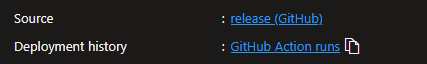 Source : release (GitHub)
Deployment history : GitHub Action runs